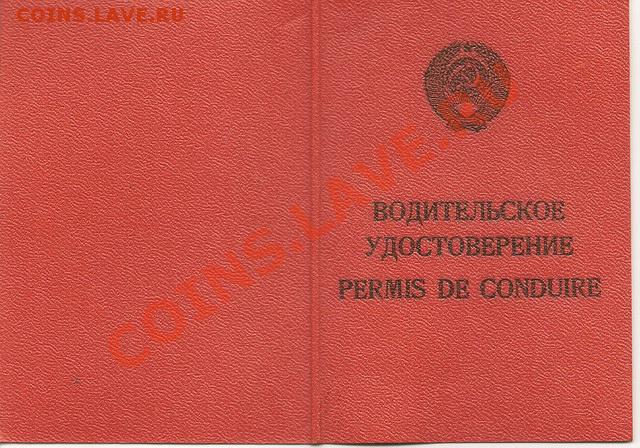 COINS.LAVE.RU
ВОДИТЕЛЬСКОЕ
УДОСТОВЕРЕНИЕ
PERMIS DE CONDUIRE
COINS.LAVE.RU